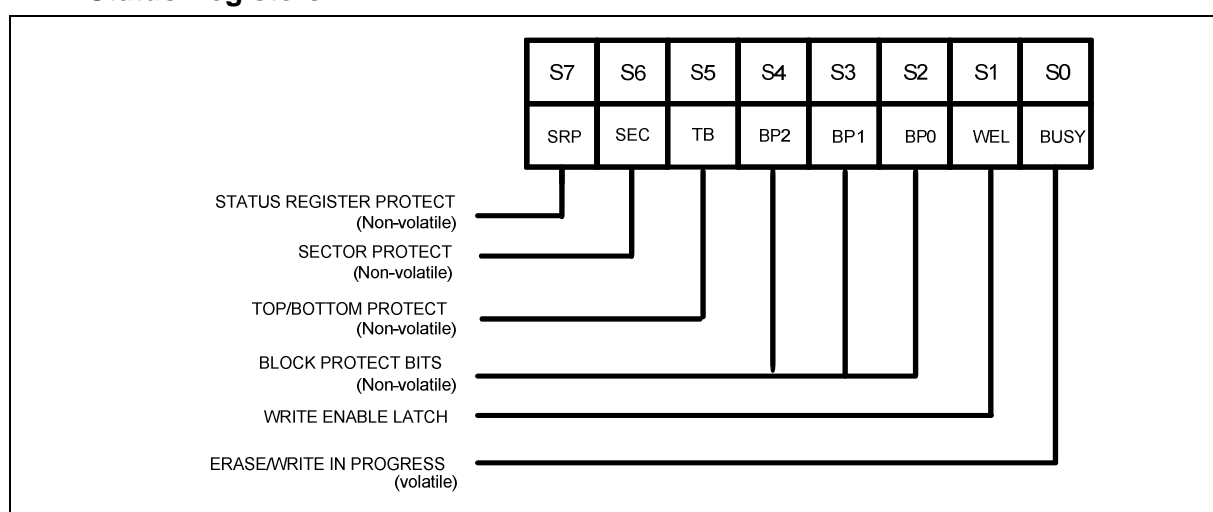 S7 S6 S5 S4 S3 S2 S1 S0
SRP SEC TB BP2 BP1 BP0 WEL BUSY
STATUS REGISTER PROTECT
(Non-volatile)
SECTOR PROTECT
(Non-volatile)
TOP/BOTTOM PROTECT
(Non-volatile)
BLOCK PROTECT BITS
(Non-volatile)
WRITE ENABLE LATCH
ERASE/WRITE IN PROGRESS
(volatile)